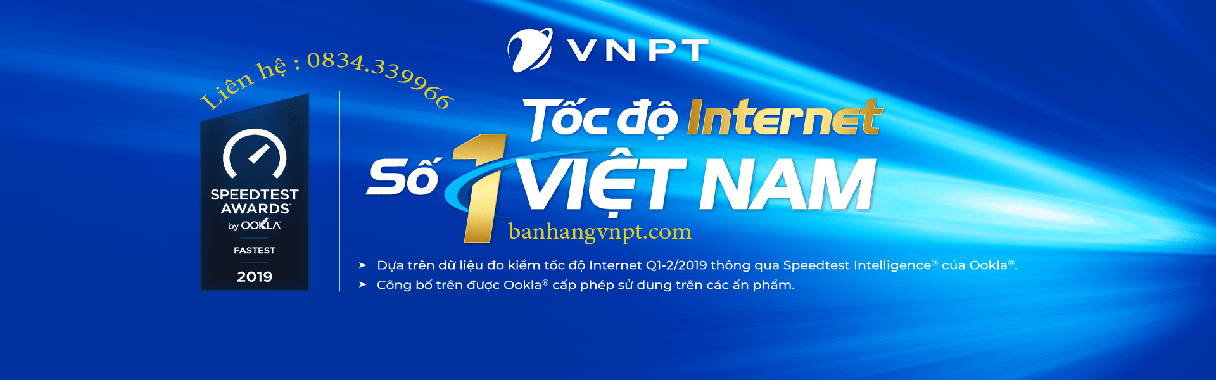 VNPT
Liên hệ : 0834.339966
Tốc độ Internet
Số 1 VIỆT NAM
banhangvnpt.com
SPEEDTEST
AWARDS™
by OOKLA®
FASTEST
2019
➤ Dựa trên dữ liệu đo kiểm tốc độ Internet Q1-2/2019 thông qua Speedtest Intelligence® của Ookla®.
➤ Công bố trên được Ookla® cấp phép sử dung trên các ấn phẩm.